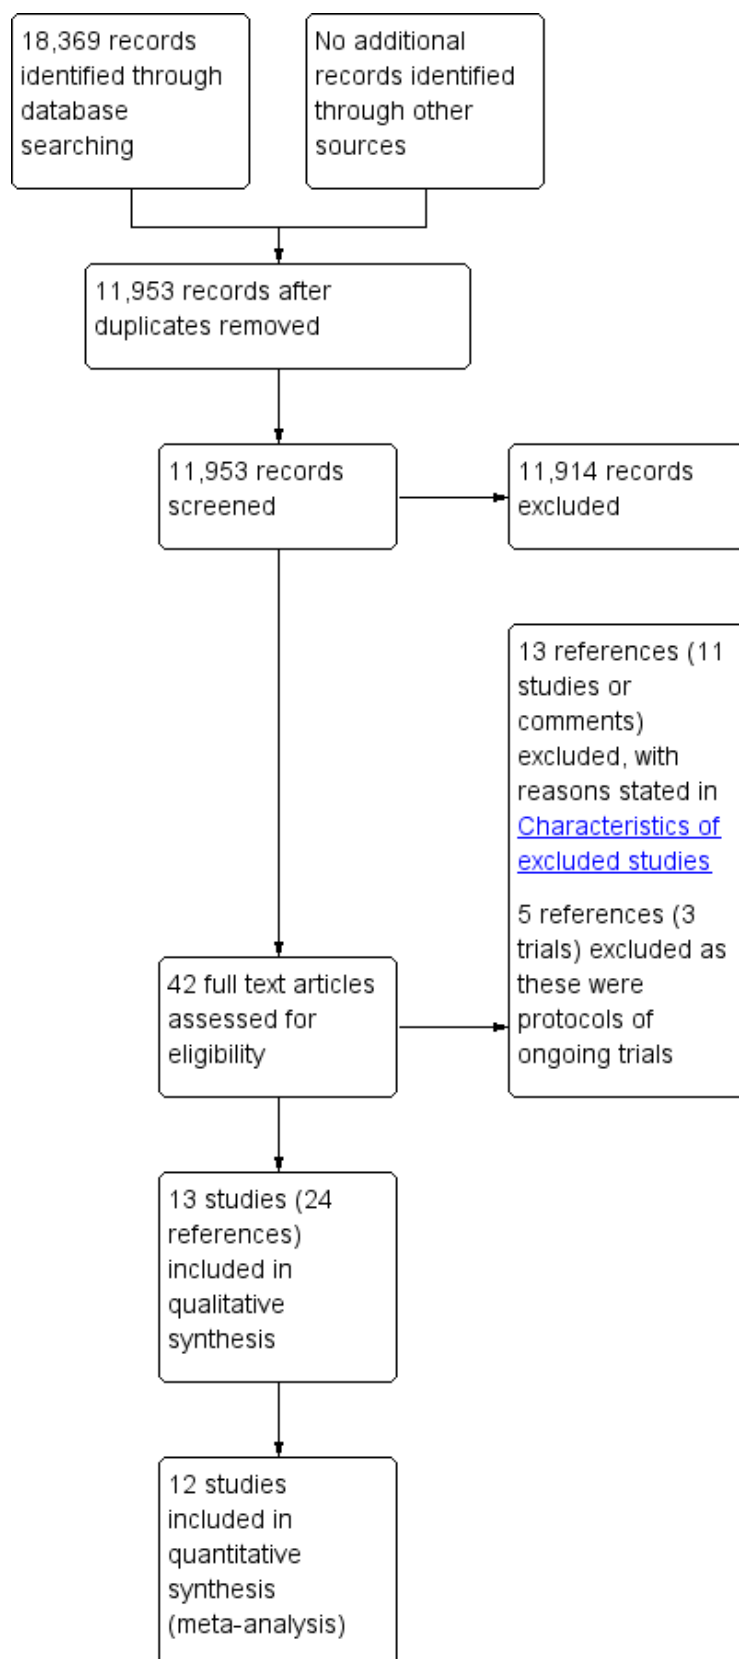 18,369 records
identified through
database
searching
No additional
records identified
through other
sources
11,953 records after
duplicates removed
11,953 records
screened
11,914 records
excluded
13 references (11
studies or
comments)
excluded, with
reasons stated in
Characteristics of
excluded studies
5 references (3
trials) excluded as
these were
protocols of
ongoing trials
42 full text articles
assessed for
eligibility
13 studies (24
references)
included in
qualitative
synthesis
12 studies
included in
quantitative
synthesis
(meta-analysis)